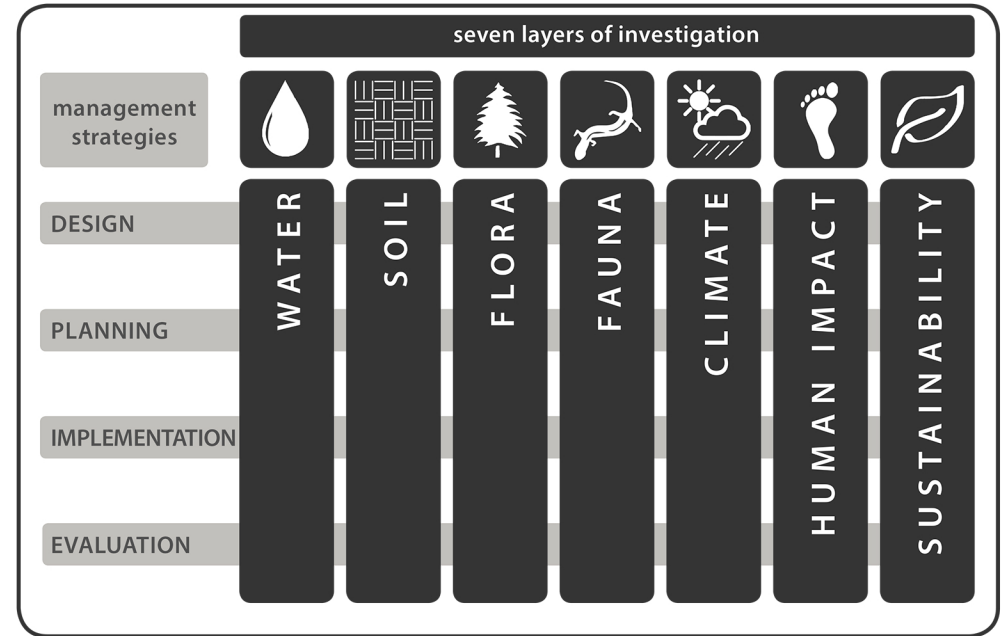 seven layers of investigation
management
strategies
WATER
SOIL
FLORA
FAUNA
CLIMATE
HUMAN IMPACT
SUSTAINABILITY
DESIGN
PLANNING
IMPLEMENTATION
EVALUATION